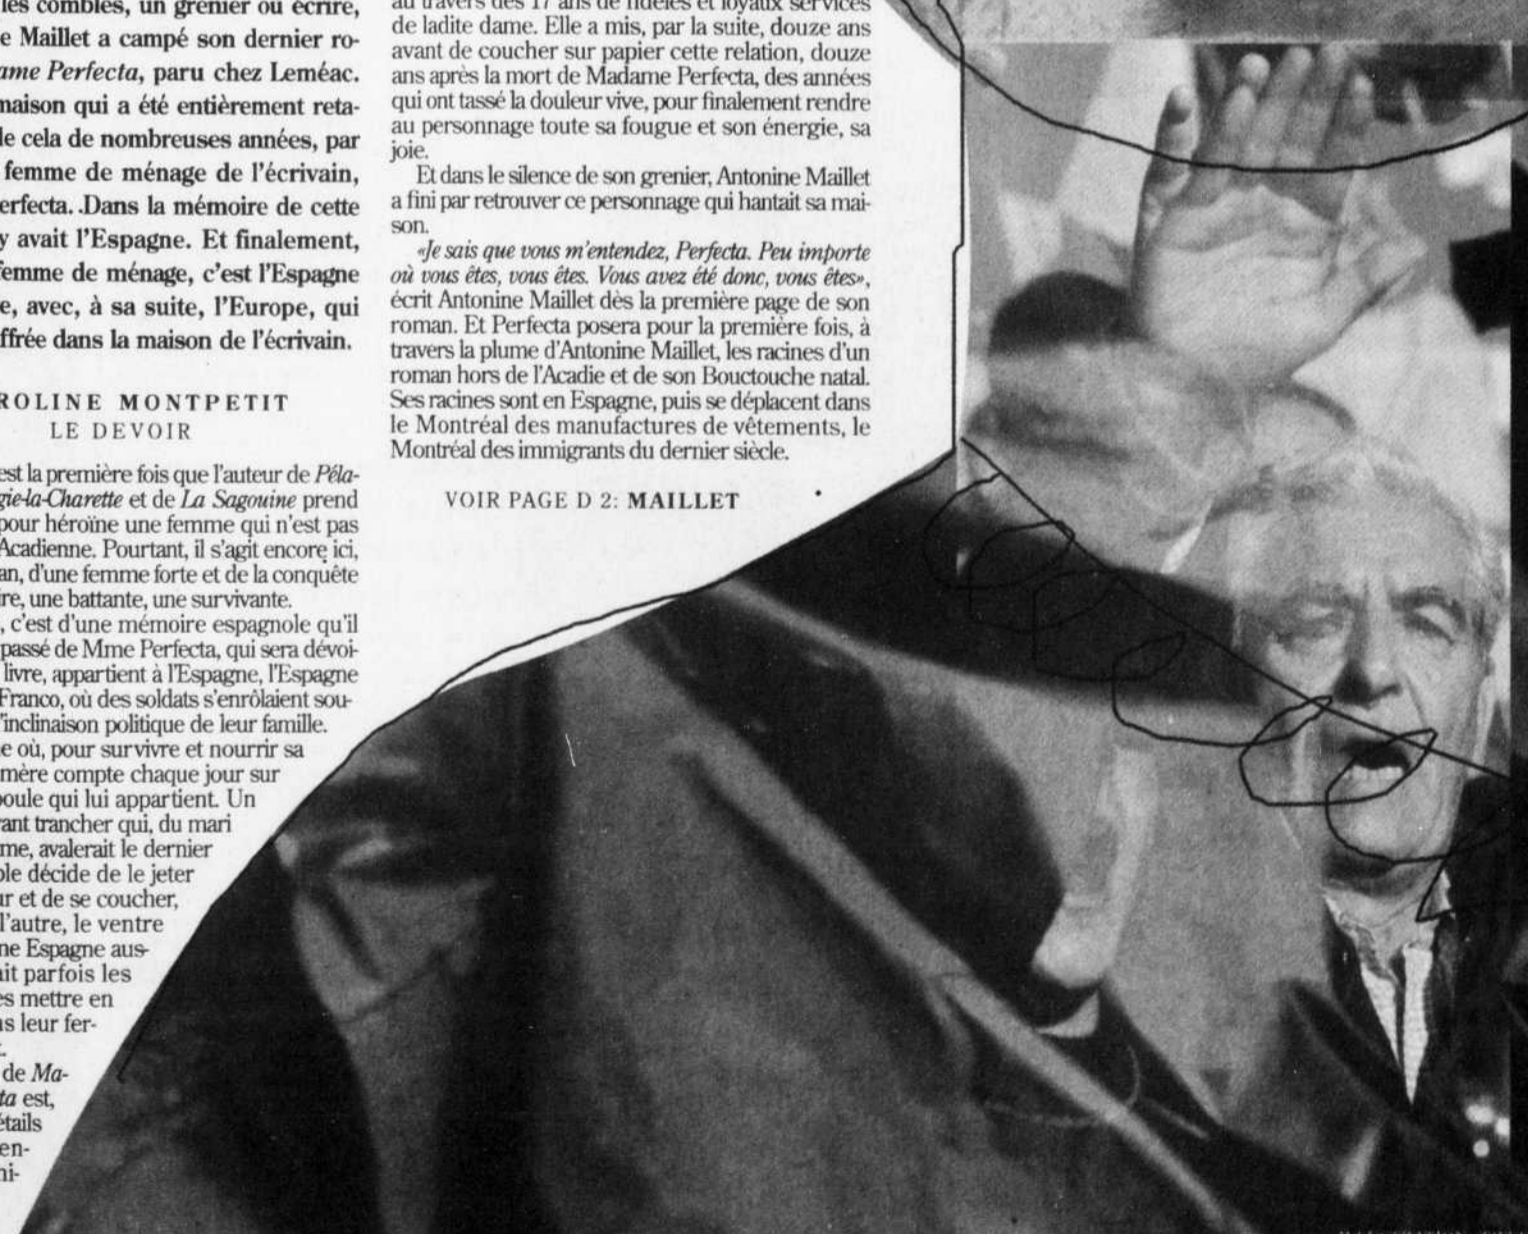 les combles, un grenier où écrire,
e Maillet a campé son dernier ro-
ame Perfecta, paru chez Leméac.
maison qui a été entièrement reta-
le cela de nombreuses années, par
femme de ménage de l'écrivain,
erfecta. .Dans la mémoire de cette
y avait l'Espagne. Et finalement,
femme de ménage, c'est l'Espagne
e, avec, à sa suite, l'Europe, qui
ffrée dans la maison de l'écrivain.
ROLINE MONTPETIT
LE DEVOIR
est la première fois que l'auteur de Péla-
gie-la-Charette et de La Sagouine prend
pour héroïne une femme qui n'est pas
Acadienne. Pourtant, il s'agit encore ici,
an, d'une femme forte et de la conquête
ire, une battante, une survivante.
, c'est d'une mémoire espagnole qu'il
passé de Mme Perfecta, qui sera dévoi-
livre, appartient à l'Espagne, l'Espagne
Franco, où des soldats s'enrôlaient sou-
'inclinaison politique de leur famille.
e où, pour survivre et nourrir sa
mère compte chaque jour sur
poule qui lui appartient. Un
vant trancher qui, du mari
me, avalerait le dernier
ple décide de le jeter
ur et de se coucher,
l'autre, le ventre
ne Espagne aus-
ait parfois les
es mettre en
ns leur fer-
de Ma-
ta est,
étails
en-
ni-
au travers des 17 ans de fidèles et loyaux services
de ladite dame. Elle a mis, par la suite, douze ans
avant de coucher sur papier cette relation, douze
ans après la mort de Madame Perfecta, des années
qui ont tassé la douleur vive, pour finalement rendre
au personnage toute sa fougue et son énergie, sa
joie.
Et dans le silence de son grenier, Antonine Maillet
a fini par retrouver ce personnage qui hantait sa mai-
son.
«Je sais que vous m'entendez, Perfecta. Peu importe
où vous êtes, vous êtes. Vous avez été donc, vous êtes»,
écrit Antonine Maillet dès la première page de son
roman. Et Perfecta posera pour la première fois, à
travers la plume d'Antonine Maillet, les racines d'un
roman hors de l'Acadie et de son Bouctouche natal.
Ses racines sont en Espagne, puis se déplacent dans
le Montréal des manufactures de vêtements, le
Montréal des immigrants du dernier siècle.
VOIR PAGE D 2: MAILLET